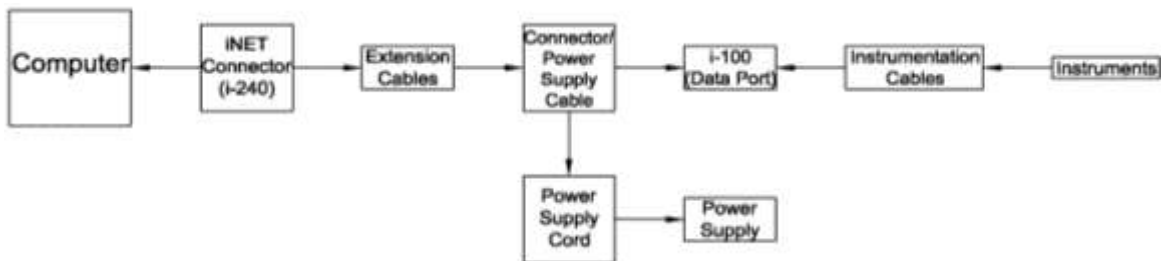 Computer
iNET
Connector
(i-240)
Extension
Cables
Connector/
Power
Supply
Cable
i-100
(Data Port)
Instrumentation
Cables
Instruments
Power
Supply
Cord
Power
Supply